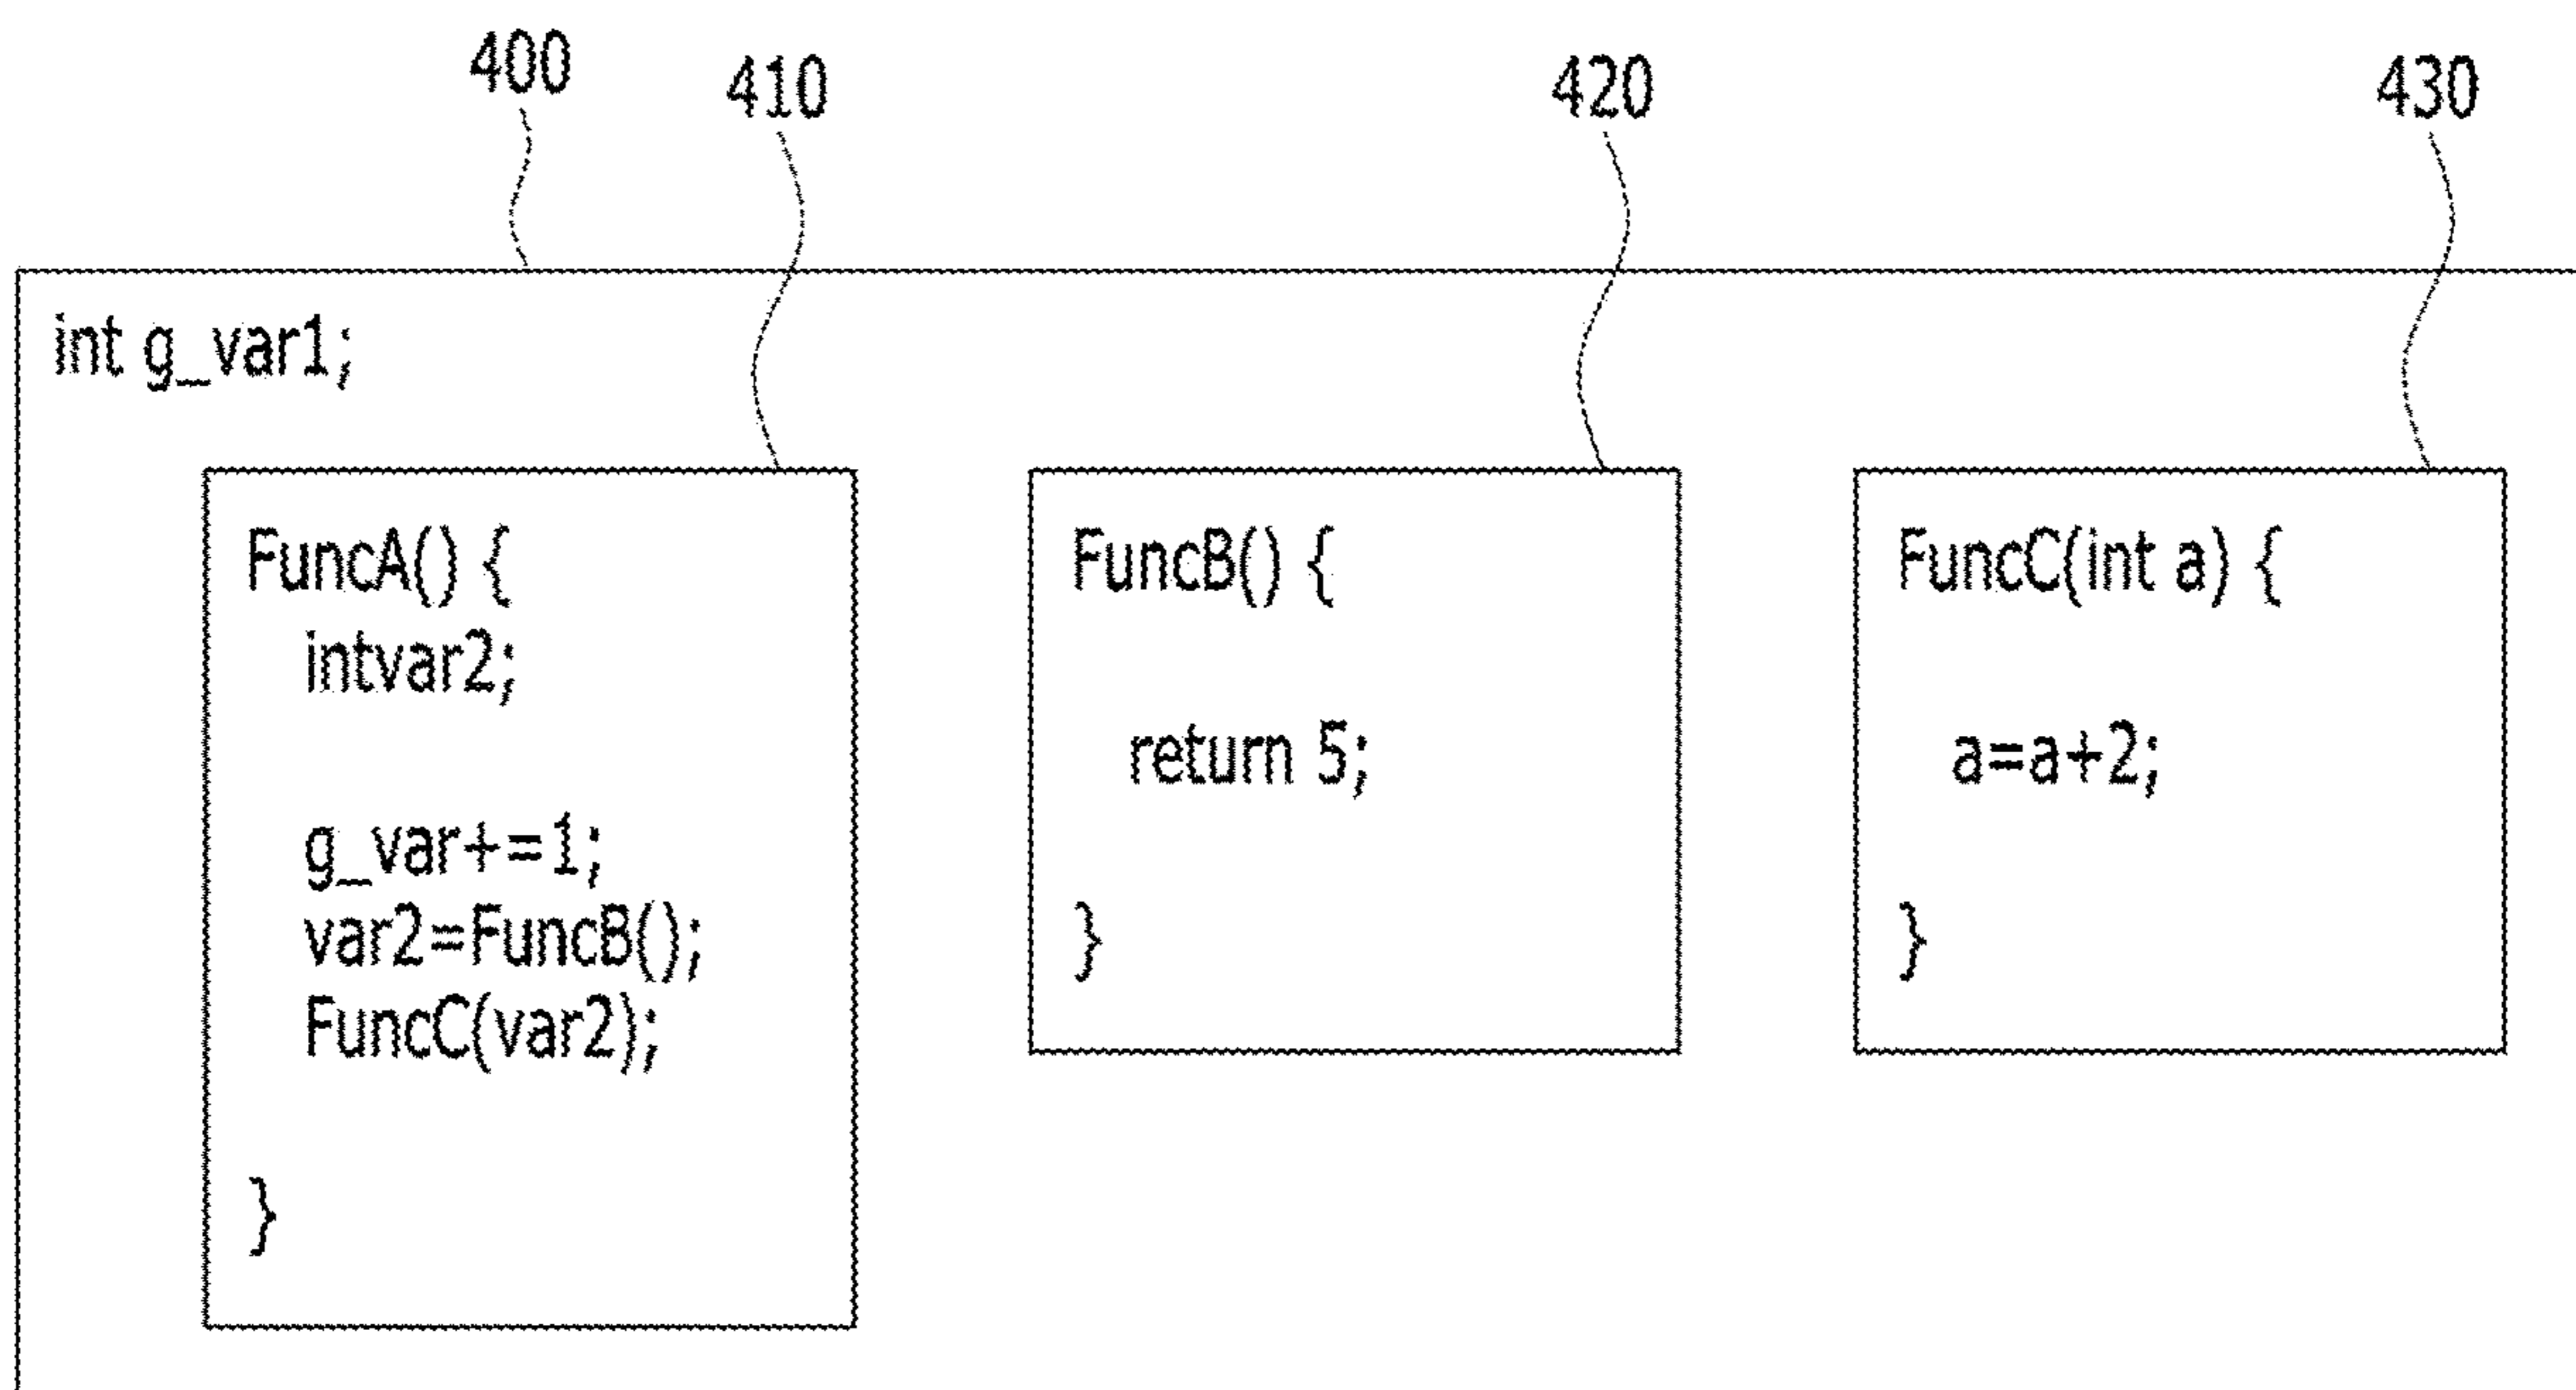 400
410
420
430
int g_var1;
FuncA() {
intvar2;
g_var+=1;
var2=FuncB();
FuncC(var2);
}
FuncB() {
return 5;
}
FuncC(int a) {
a=a+2;
}